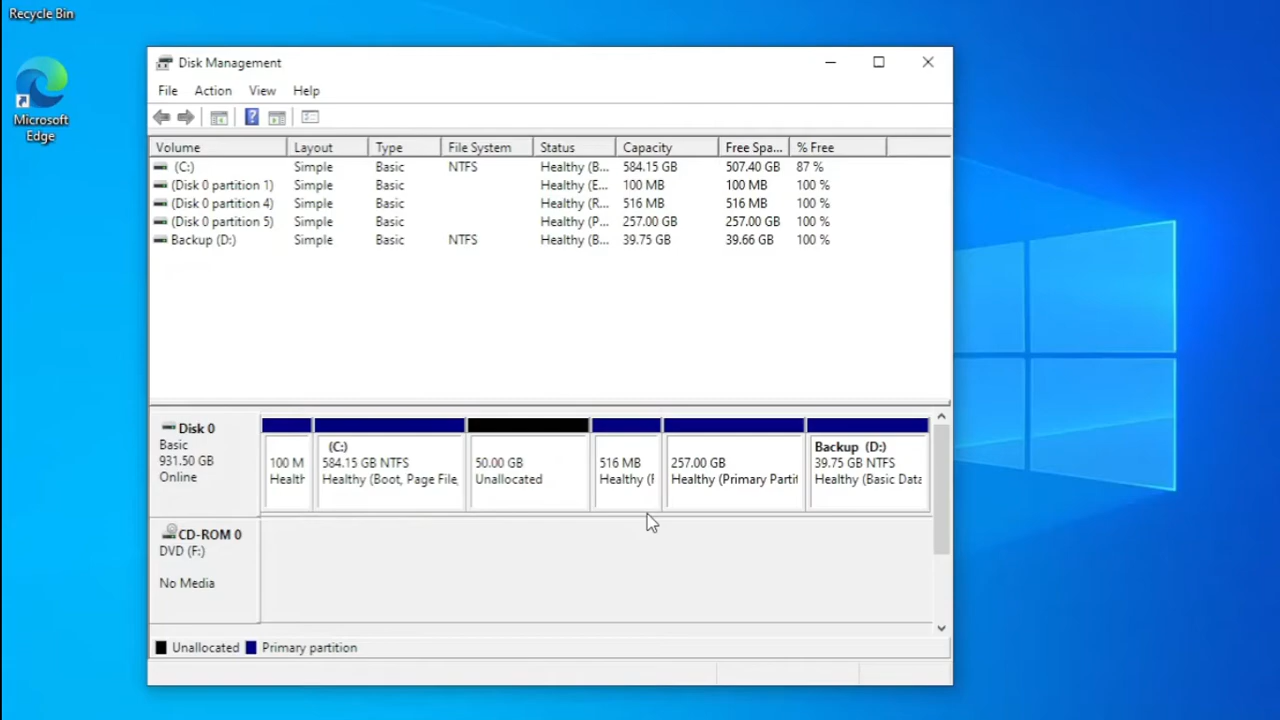 Recycle Bin
Microsoft
Edge
Disk Management
File Action View Help
Volume Layout Type File System Status Capacity Free Spa... % Free
(C:) Simple Basic NTFS Healthy (B... 584.15 GB 507.40 GB 87 %
(Disk 0 partition 1) Simple Basic Healthy (E... 100 MB 100 MB 100 %
(Disk 0 partition 4) Simple Basic Healthy (R... 516 MB 516 MB 100 %
(Disk 0 partition 5) Simple Basic Healthy (P... 257.00 GB 257.00 GB 100 %
Backup (D:) Simple Basic NTFS Healthy (B... 39.75 GB 39.66 GB 100 %
Disk 0
Basic
931.50 GB
Online
100 M
Healtl
(C:)
584.15 GB NTFS
Healthy (Boot, Page File,
50.00 GB
Unallocated
516 MB
Healthy (F
257.00 GB
Healthy (Primary Partit
Backup (D:)
39.75 GB NTFS
Healthy (Basic Data
CD-ROM 0
DVD (F:)
No Media
Unallocated Primary partition